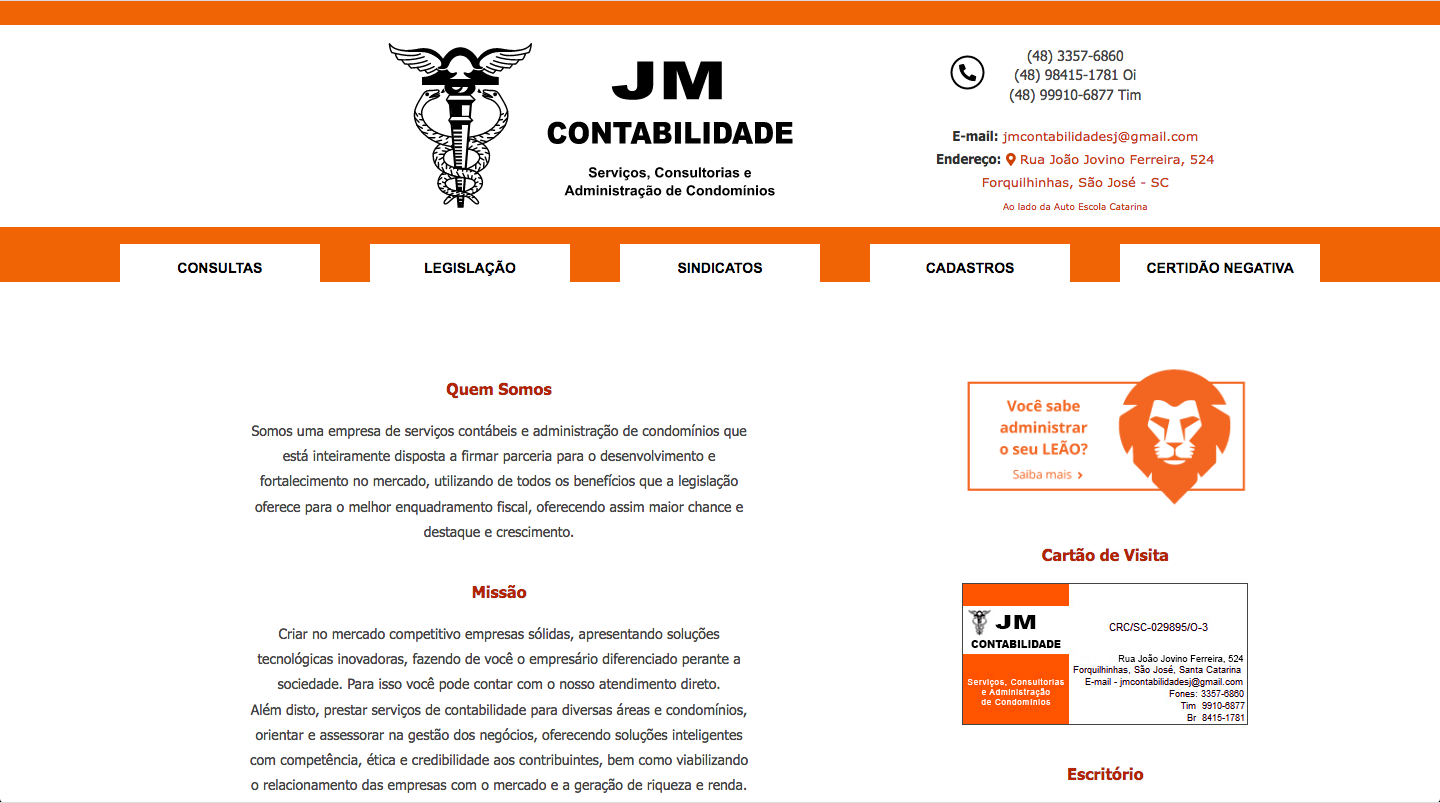 JM
CONTABILIDADE
Serviços, Consultorias e
Administração de Condomínios
(48) 3357-6860
(48) 98415-1781 Oi
(48) 99910-6877 Tim
E-mail: jmcontabilidadesj@gmail.com
Endereço: Rua João Jovino Ferreira, 524
Forquilhinhas, São José - SC
Ao lado da Auto Escola Catarina
CONSULTAS
LEGISLAÇÃO
SINDICATOS
CADASTROS
CERTIDÃO NEGATIVA
Quem Somos
Somos uma empresa de serviços contábeis e administração de condomínios que
está inteiramente disposta a firmar parceria para o desenvolvimento e
fortalecimento no mercado, utilizando de todos os benefícios que a legislação
oferece para o melhor enquadramento fiscal, oferecendo assim maior chance e
destaque e crescimento.
Missão
Criar no mercado competitivo empresas sólidas, apresentando soluções
tecnológicas inovadoras, fazendo de você o empresário diferenciado perante a
sociedade. Para isso você pode contar com o nosso atendimento direto.
Além disto, prestar serviços de contabilidade para diversas áreas e condomínios,
orientar e assessorar na gestão dos negócios, oferecendo soluções inteligentes
com competência, ética e credibilidade aos contribuintes, bem como viabilizando
o relacionamento das empresas com o mercado e a geração de riqueza e renda.
Você sabe
administrar
o seu LEÃO?
Saiba mais >
Cartão de Visita
JM
CONTABILIDADE
Serviços, Consultorias
e Administração
de Condomínios
CRC/SC-029895/O-3
Rua João Jovino Ferreira, 524
Forquilhinhas, São José, Santa Catarina
E-mail - jmcontabilidadesj@gmail.com
Fones: 3357-6860
Tim 9910-6877
Br 8415-1781
Escritório